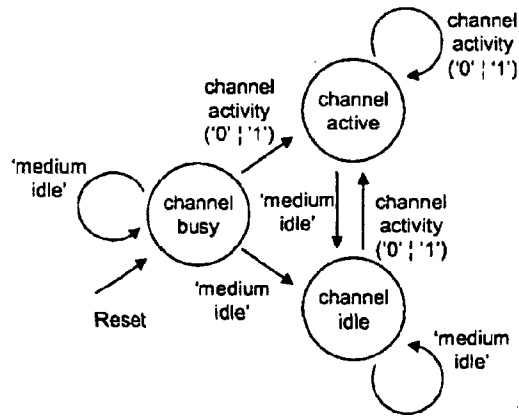 channel
activity
('0' ¦ '1')
channel
activity
('0' ¦ '1')
channel
active
'medium
idle'
channel
busy
'medium
idle'
channel
activity
('0' ¦ '1')
Reset
'medium
idle'
channel
idle
'medium
idle'